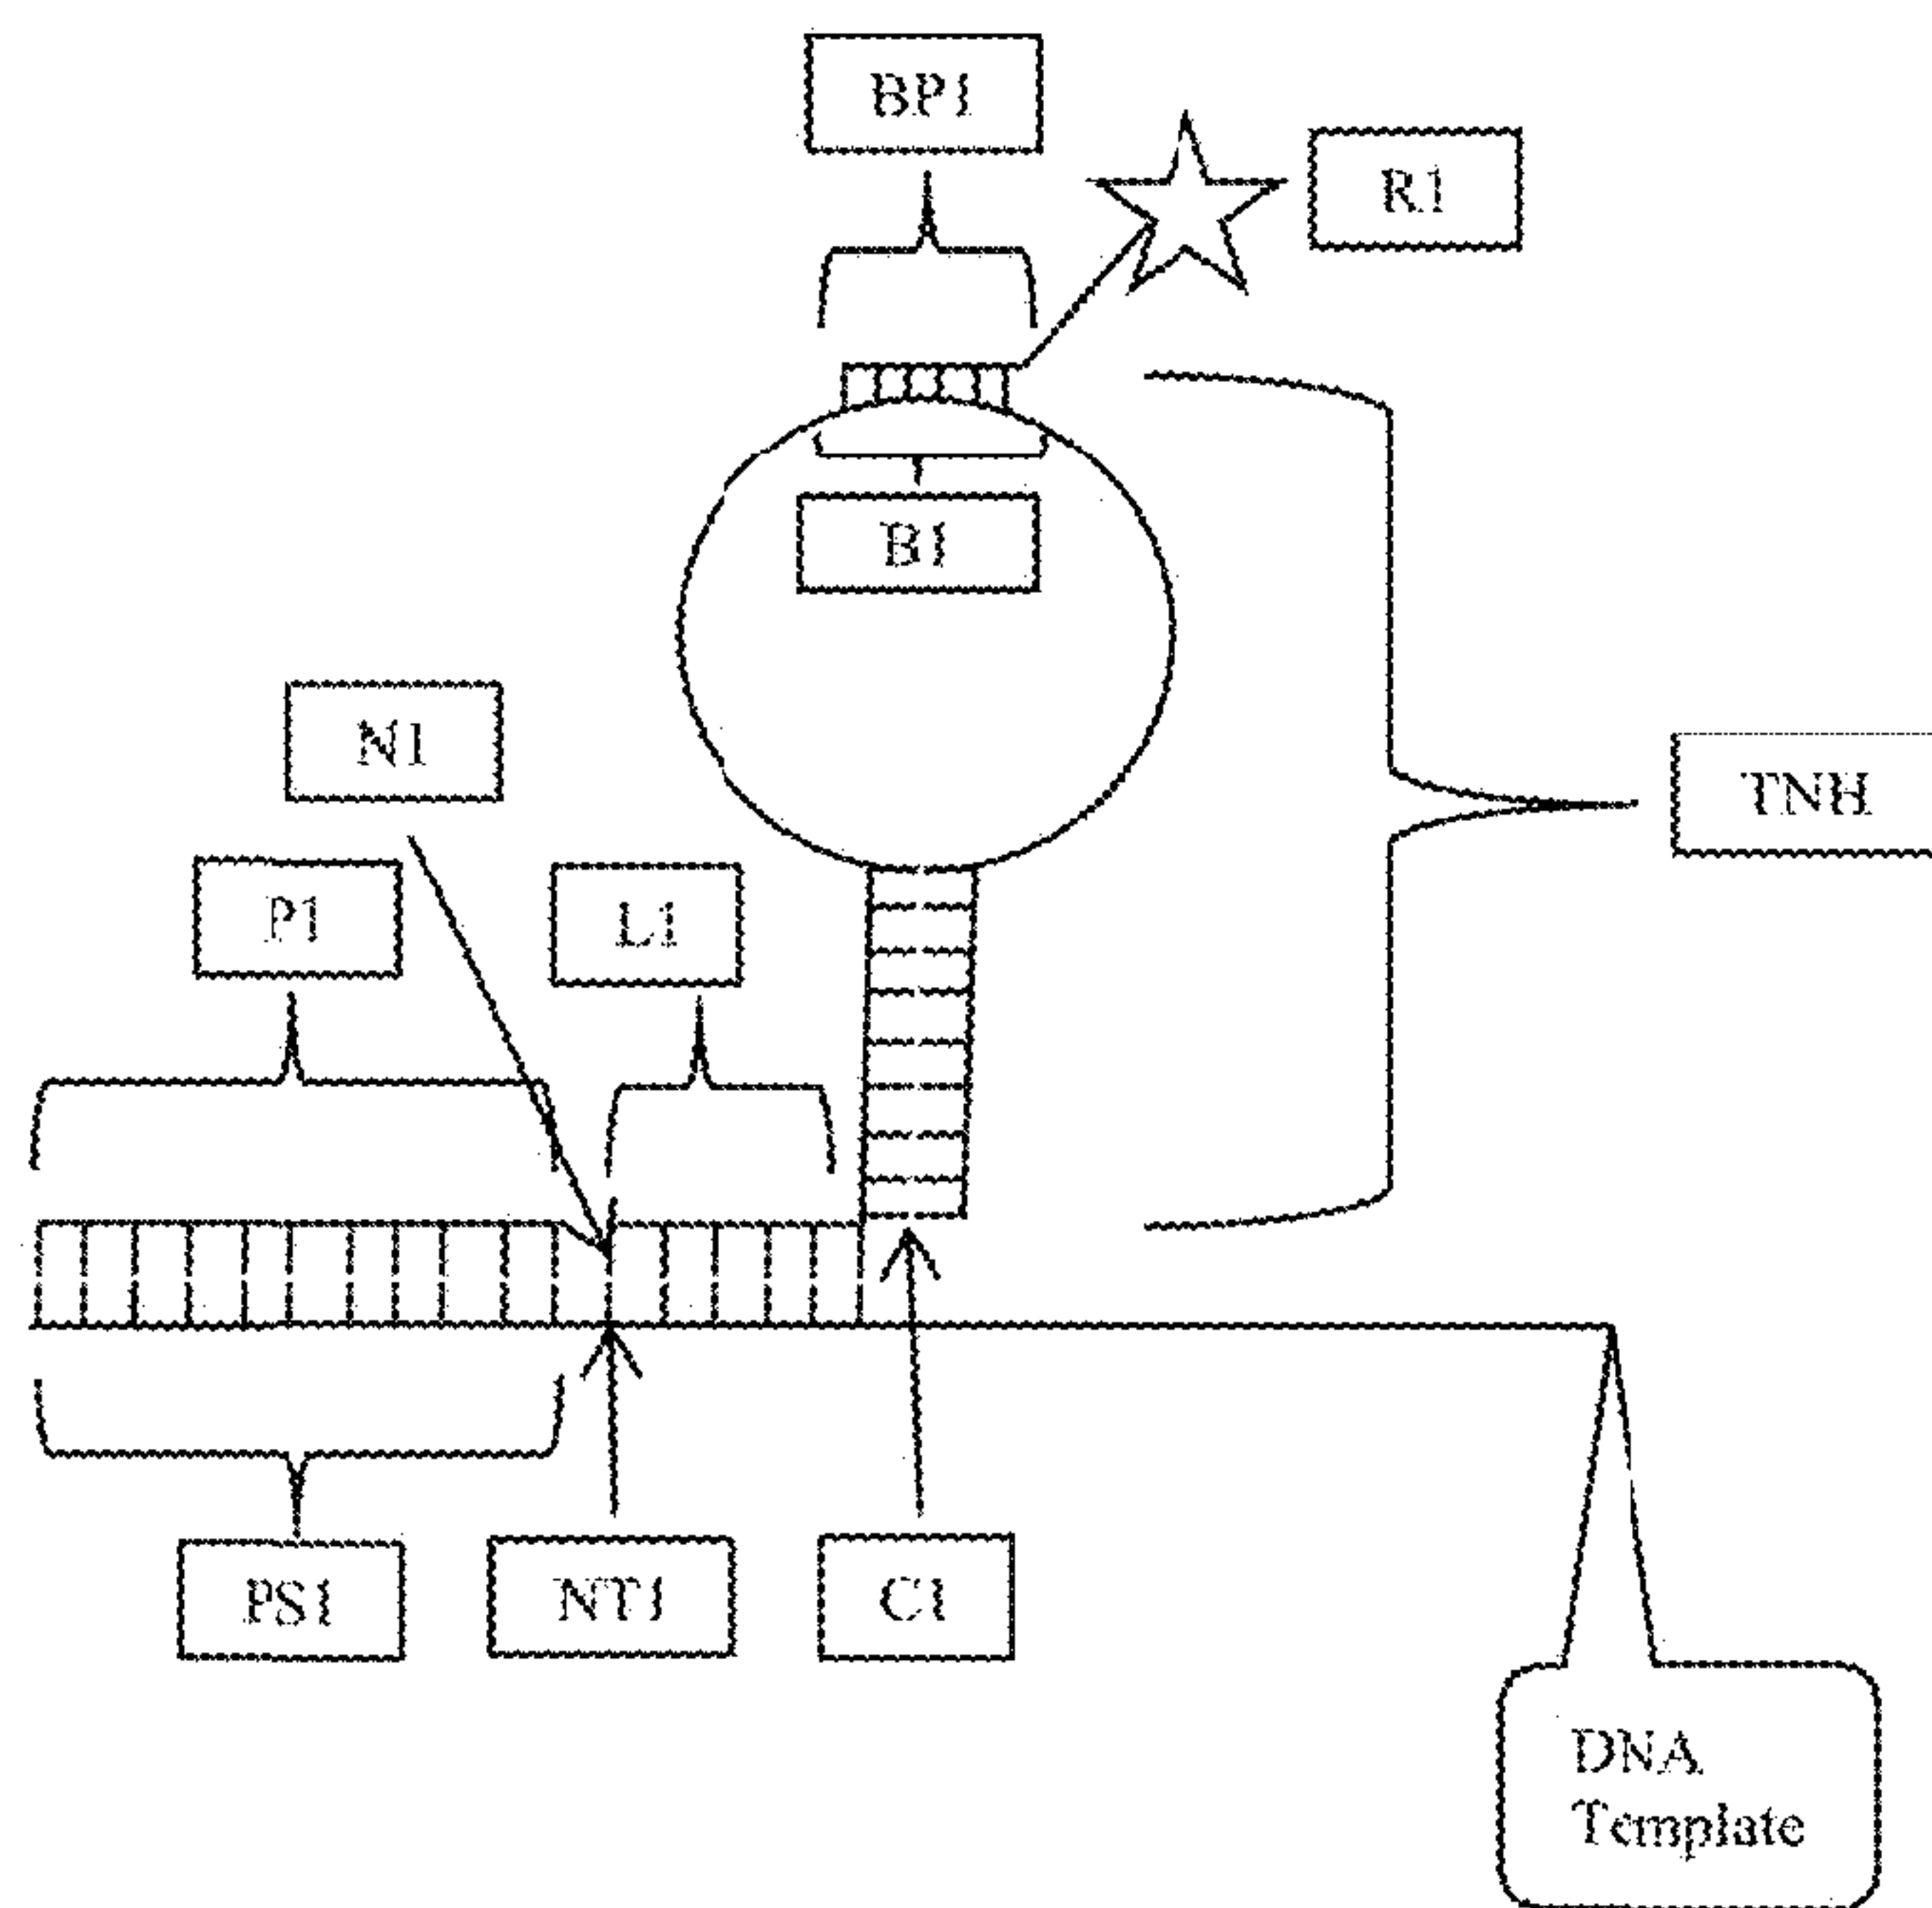 BP1
R1
B1
N1
TNH
P1
L1
PS1
NT1
C1
DNA
Template